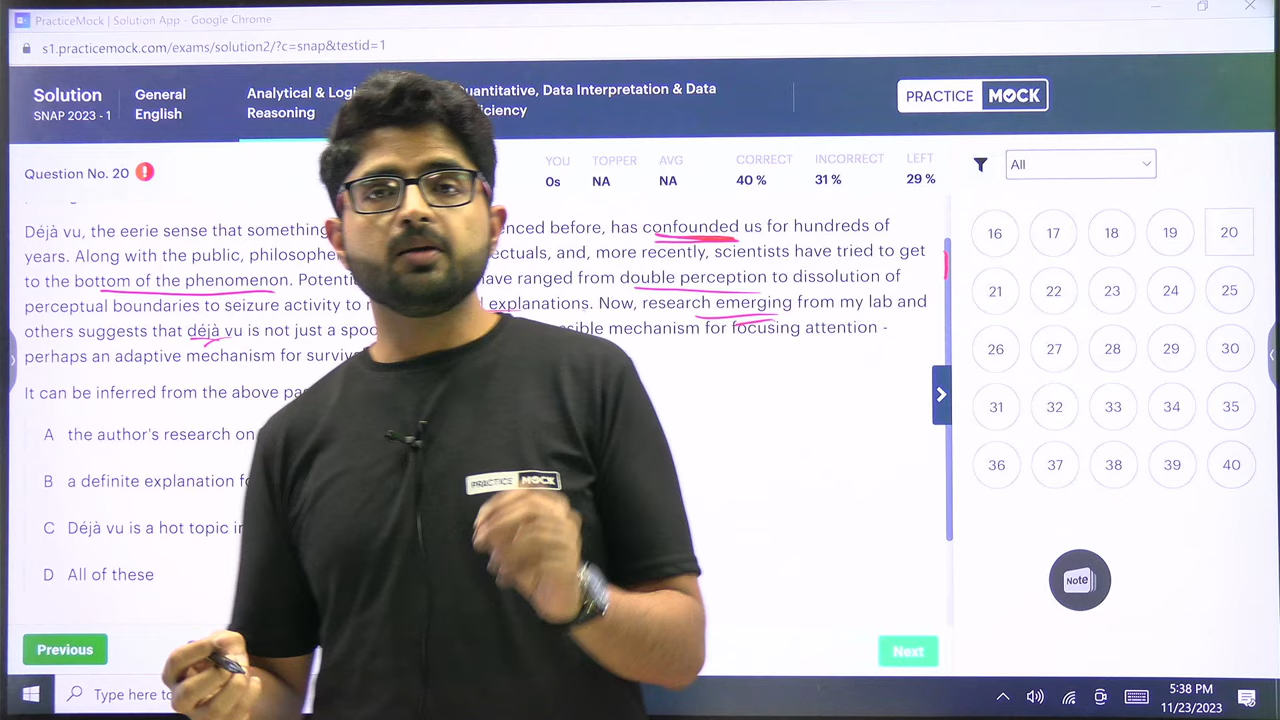 PracticeMock | Solution App - Google Chrome
s1.practicemock.com/exams/solution2/?c=snap&testid=1
Solution
SNAP 2023 - 1
General
English
Analytical & Logi
Reasoning
uantitative, Data Interpretation & Data
iciency
PRACTICE MOCK
Question No. 20
YOU TOPPER AVG CORRECT INCORRECT LEFT
0s NA NA 40 % 31 % 29 %
All
Déjà vu, the eerie sense that something enced before, has confounded us for hundreds of
years. Along with the public, philosophe ectuals, and, more recently, scientists have tried to get
to the bottom of the phenomenon. Potenti have ranged from double perception to dissolution of
perceptual boundaries to seizure activity to explanations. Now, research emerging from my lab and
others suggests that déjà vu is not just a spoo sible mechanism for focusing attention -
perhaps an adaptive mechanism for surviv
It can be inferred from the above pa
A the author's research on
B a definite explanation fo
C Déjà vu is a hot topic in
D All of these
Previous
Next
16 17 18 19 20
21 22 23 24 25
26 27 28 29 30
31 32 33 34 35
36 37 38 39 40
Note
PRACTICE MOCK
Type here to
5:38 PM
11/23/2023